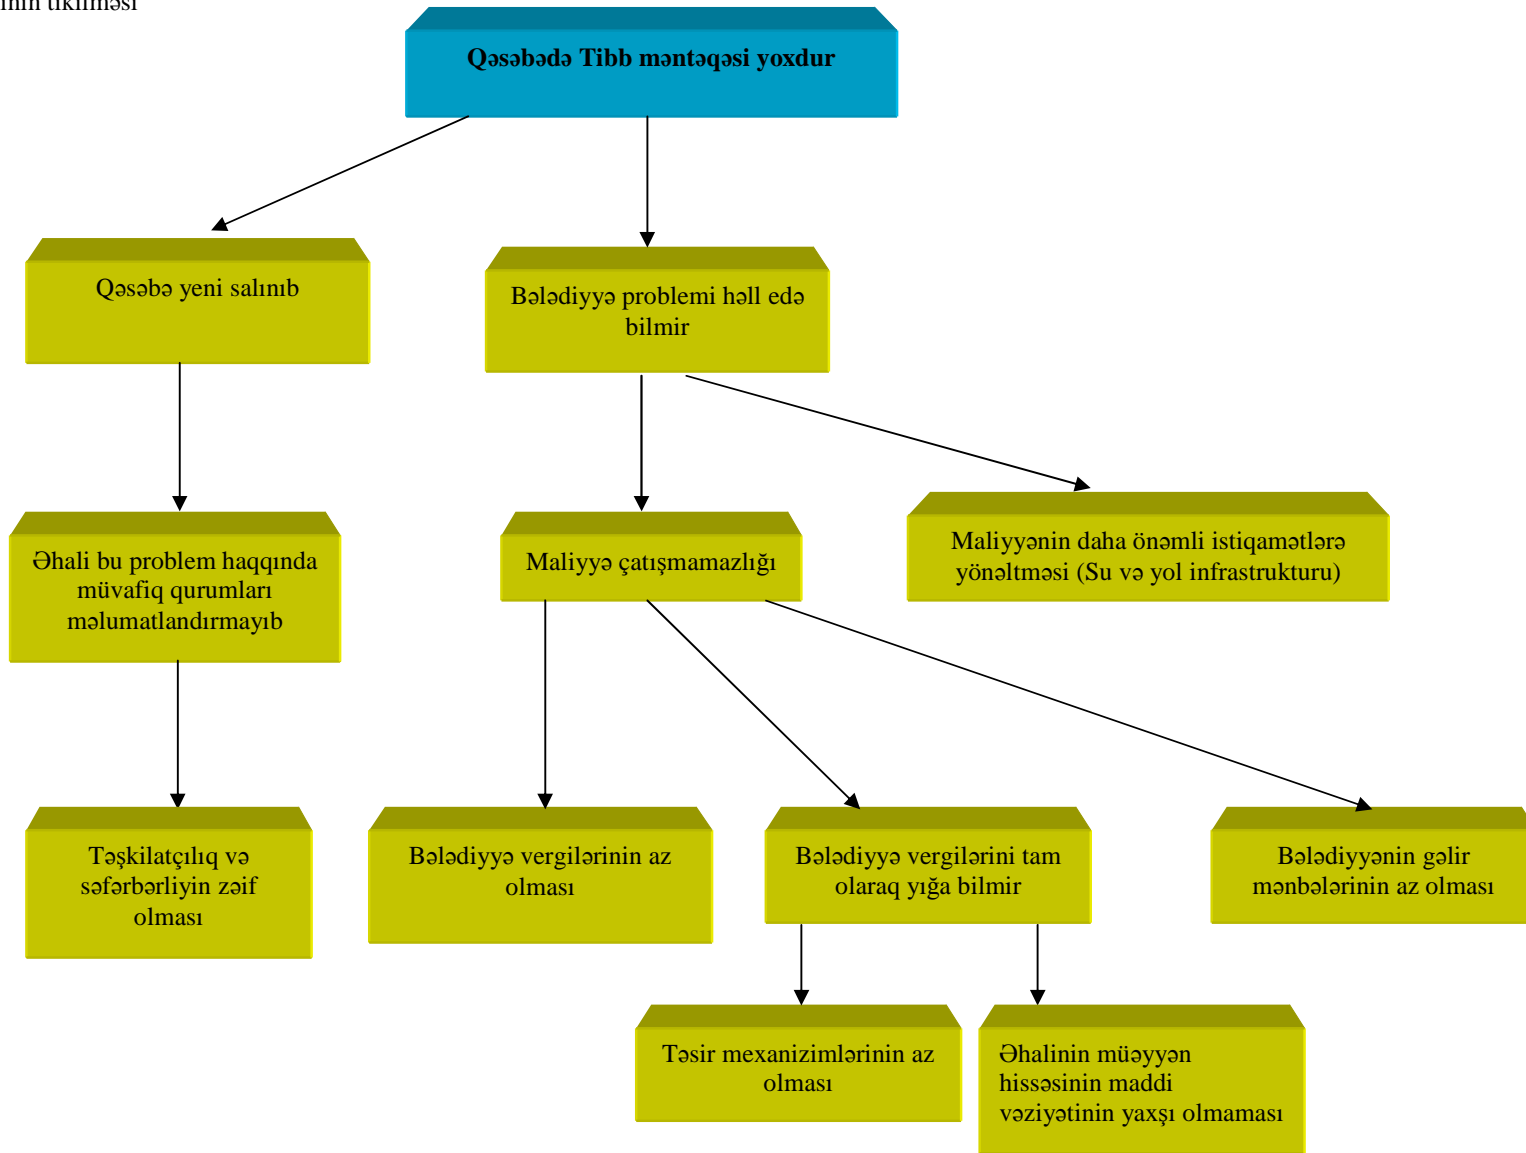 tikilməsi
Qəsəbədə Tibb məntəqəsi yoxdur
Qəsəbə yeni salınıb
Bələdiyyə problemi həll edə
bilmir
Əhali bu problem haqqında
müvafiq qurumları
məlumatlandırmayıb
Maliyyə çatışmamazlığı
Maliyyənin daha önəmli istiqamətlərə
yönəltməsi (Su və yol infrastrukturu)
Təşkilatçılıq və
səfərbərliyin zəif
olması
Bələdiyyə vergilərinin az
olması
Bələdiyyə vergilərini tam
olaraq yığa bilmir
Bələdiyyənin gəlir
mənbələrinin az olması
Təsir mexanizimlərinin az
olması
Əhalinin müəyyən
hissəsinin maddi
vəziyətinin yaxşı olmaması